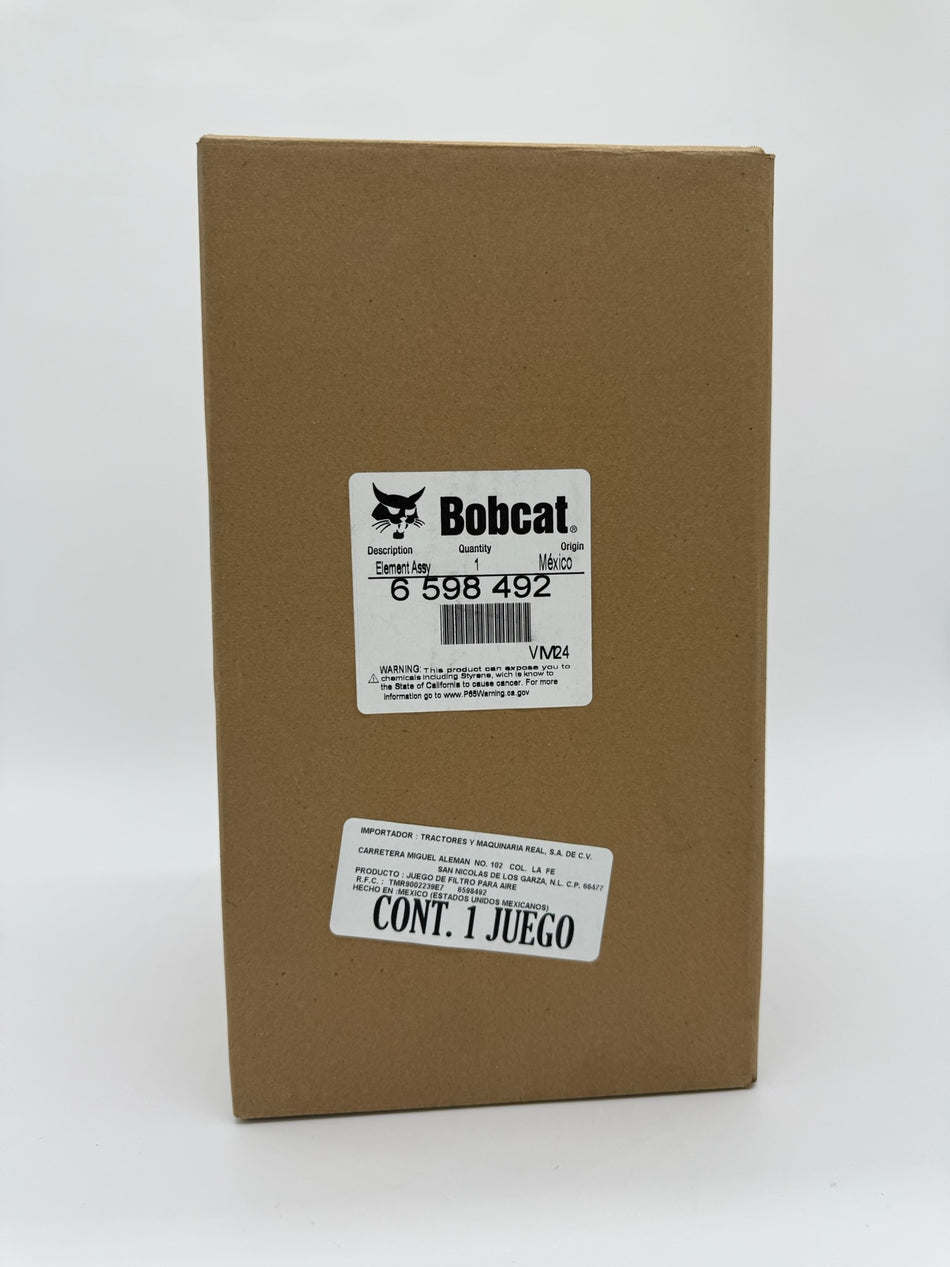 Bobcat®
Description Quantity Origin
Element Assy 1 México
6 598 492
VM24
WARNING: This product can expose you to
chemicals including Styrene, wich is know to
the State of California to cause cancer. For more
information go to www.P65Warning.ca.gov
IMPORTADOR : TRACTORES Y MAQUINARIA REAL, S.A. DE C.V.
CARRETERA MIGUEL ALEMAN NO. 102 COL. LA FE
SAN NICOLAS DE LOS GARZA, N.L. C.P. 66477
PRODUCTO : JUEGO DE FILTRO PARA AIRE
R.F.C. : TMR9002239E7 6598492
HECHO EN :MEXICO (ESTADOS UNIDOS MEXICANOS)
CONT. 1 JUEGO